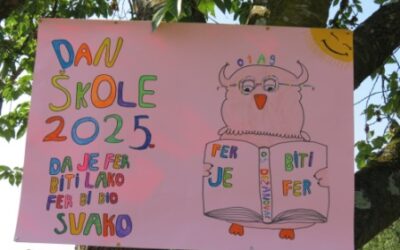 DAN
ŠKOLE
2025.
DA JE FER
BITI LAKO
FER BI BIO
SVAKO
FER
JE
BITI
FER